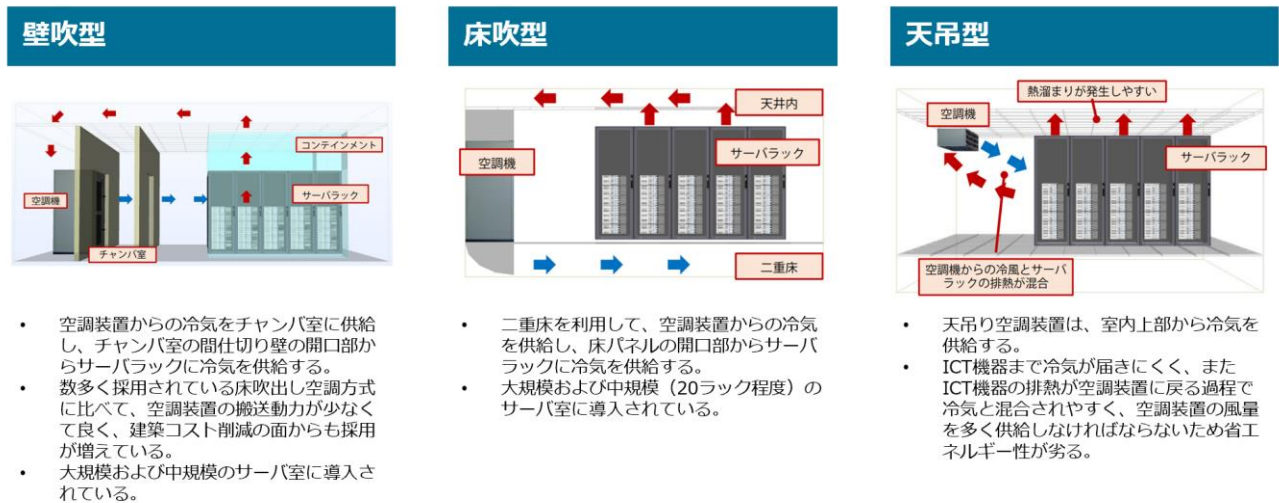 壁吹型
コンテインメント
空調機
サーバラック
チャンバ室
• 空調装置からの冷気をチャンバ室に供給
し、チャンバ室の間仕切り壁の開口部か
らサーバラックに冷気を供給する。
• 数多く採用されている床吹出し空調方式
に比べて、空調装置の搬送動力が少なく
て良く、建築コスト削減の面からも採用
が増えている。
• 大規模および中規模のサーバ室に導入さ
れている。
床吹型
天井内
空調機
サーバラック
二重床
• 二重床を利用して、空調装置からの冷気
を供給し、床パネルの開口部からサーバ
ラックに冷気を供給する。
• 大規模および中規模（20ラック程度）の
サーバ室に導入されている。
天吊型
熱溜まりが発生しやすい
空調機
サーバラック
空調機からの冷風とサーバ
ラックの排熱が混合
• 天吊り空調装置は、室内上部から冷気を
供給する。
• ICT機器まで冷気が届きにくく、また
ICT機器の排熱が空調装置に戻る過程で
冷気と混合されやすく、空調装置の風量
を多く供給しなければならないため省エ
ネルギー性が劣る。